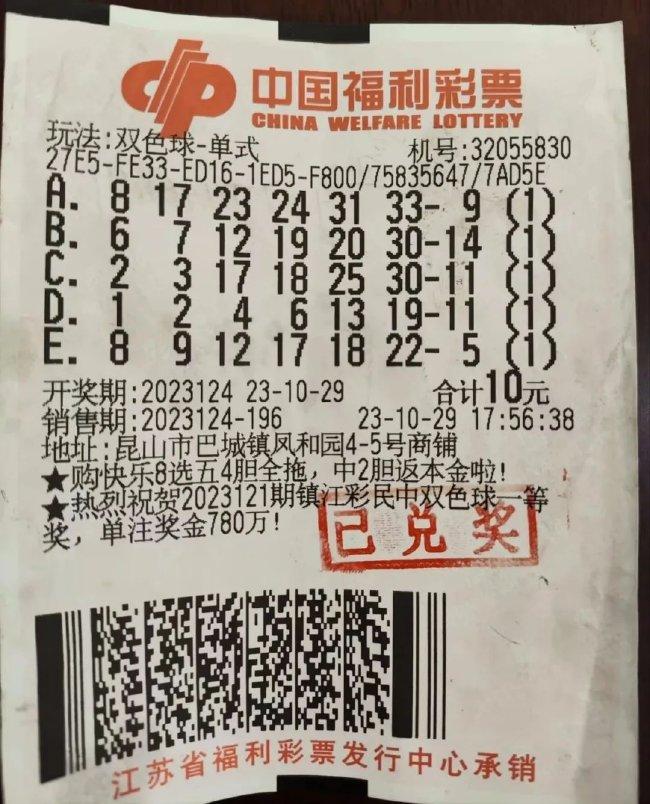 中国福利彩票
CHINA WELFARE LOTTERY
玩法:双色球-单式 机号:32055830
27E5-FE33-ED16-1ED5-F800/75835647/7AD5E
A. 8 17 23 24 31 33- 9 (1)
B. 6 7 12 19 20 30-14 (1)
C. 2 3 17 18 25 30-11 (1)
D. 1 2 4 6 13 19-11 (1)
E. 8 9 12 17 18 22- 5 (1)
开奖期:2023124 23-10-29 合计10元
销售期:2023124-196 23-10-29 17:56:38
地址:昆山市巴城镇凤和园4-5号商铺
★购快乐8选五4胆全拖，中2胆返本金啦!
★热烈祝贺2023121期镇江彩民中双色球一等
奖，单注奖金780万!
已兑奖
江苏省福利彩票发行中心承销